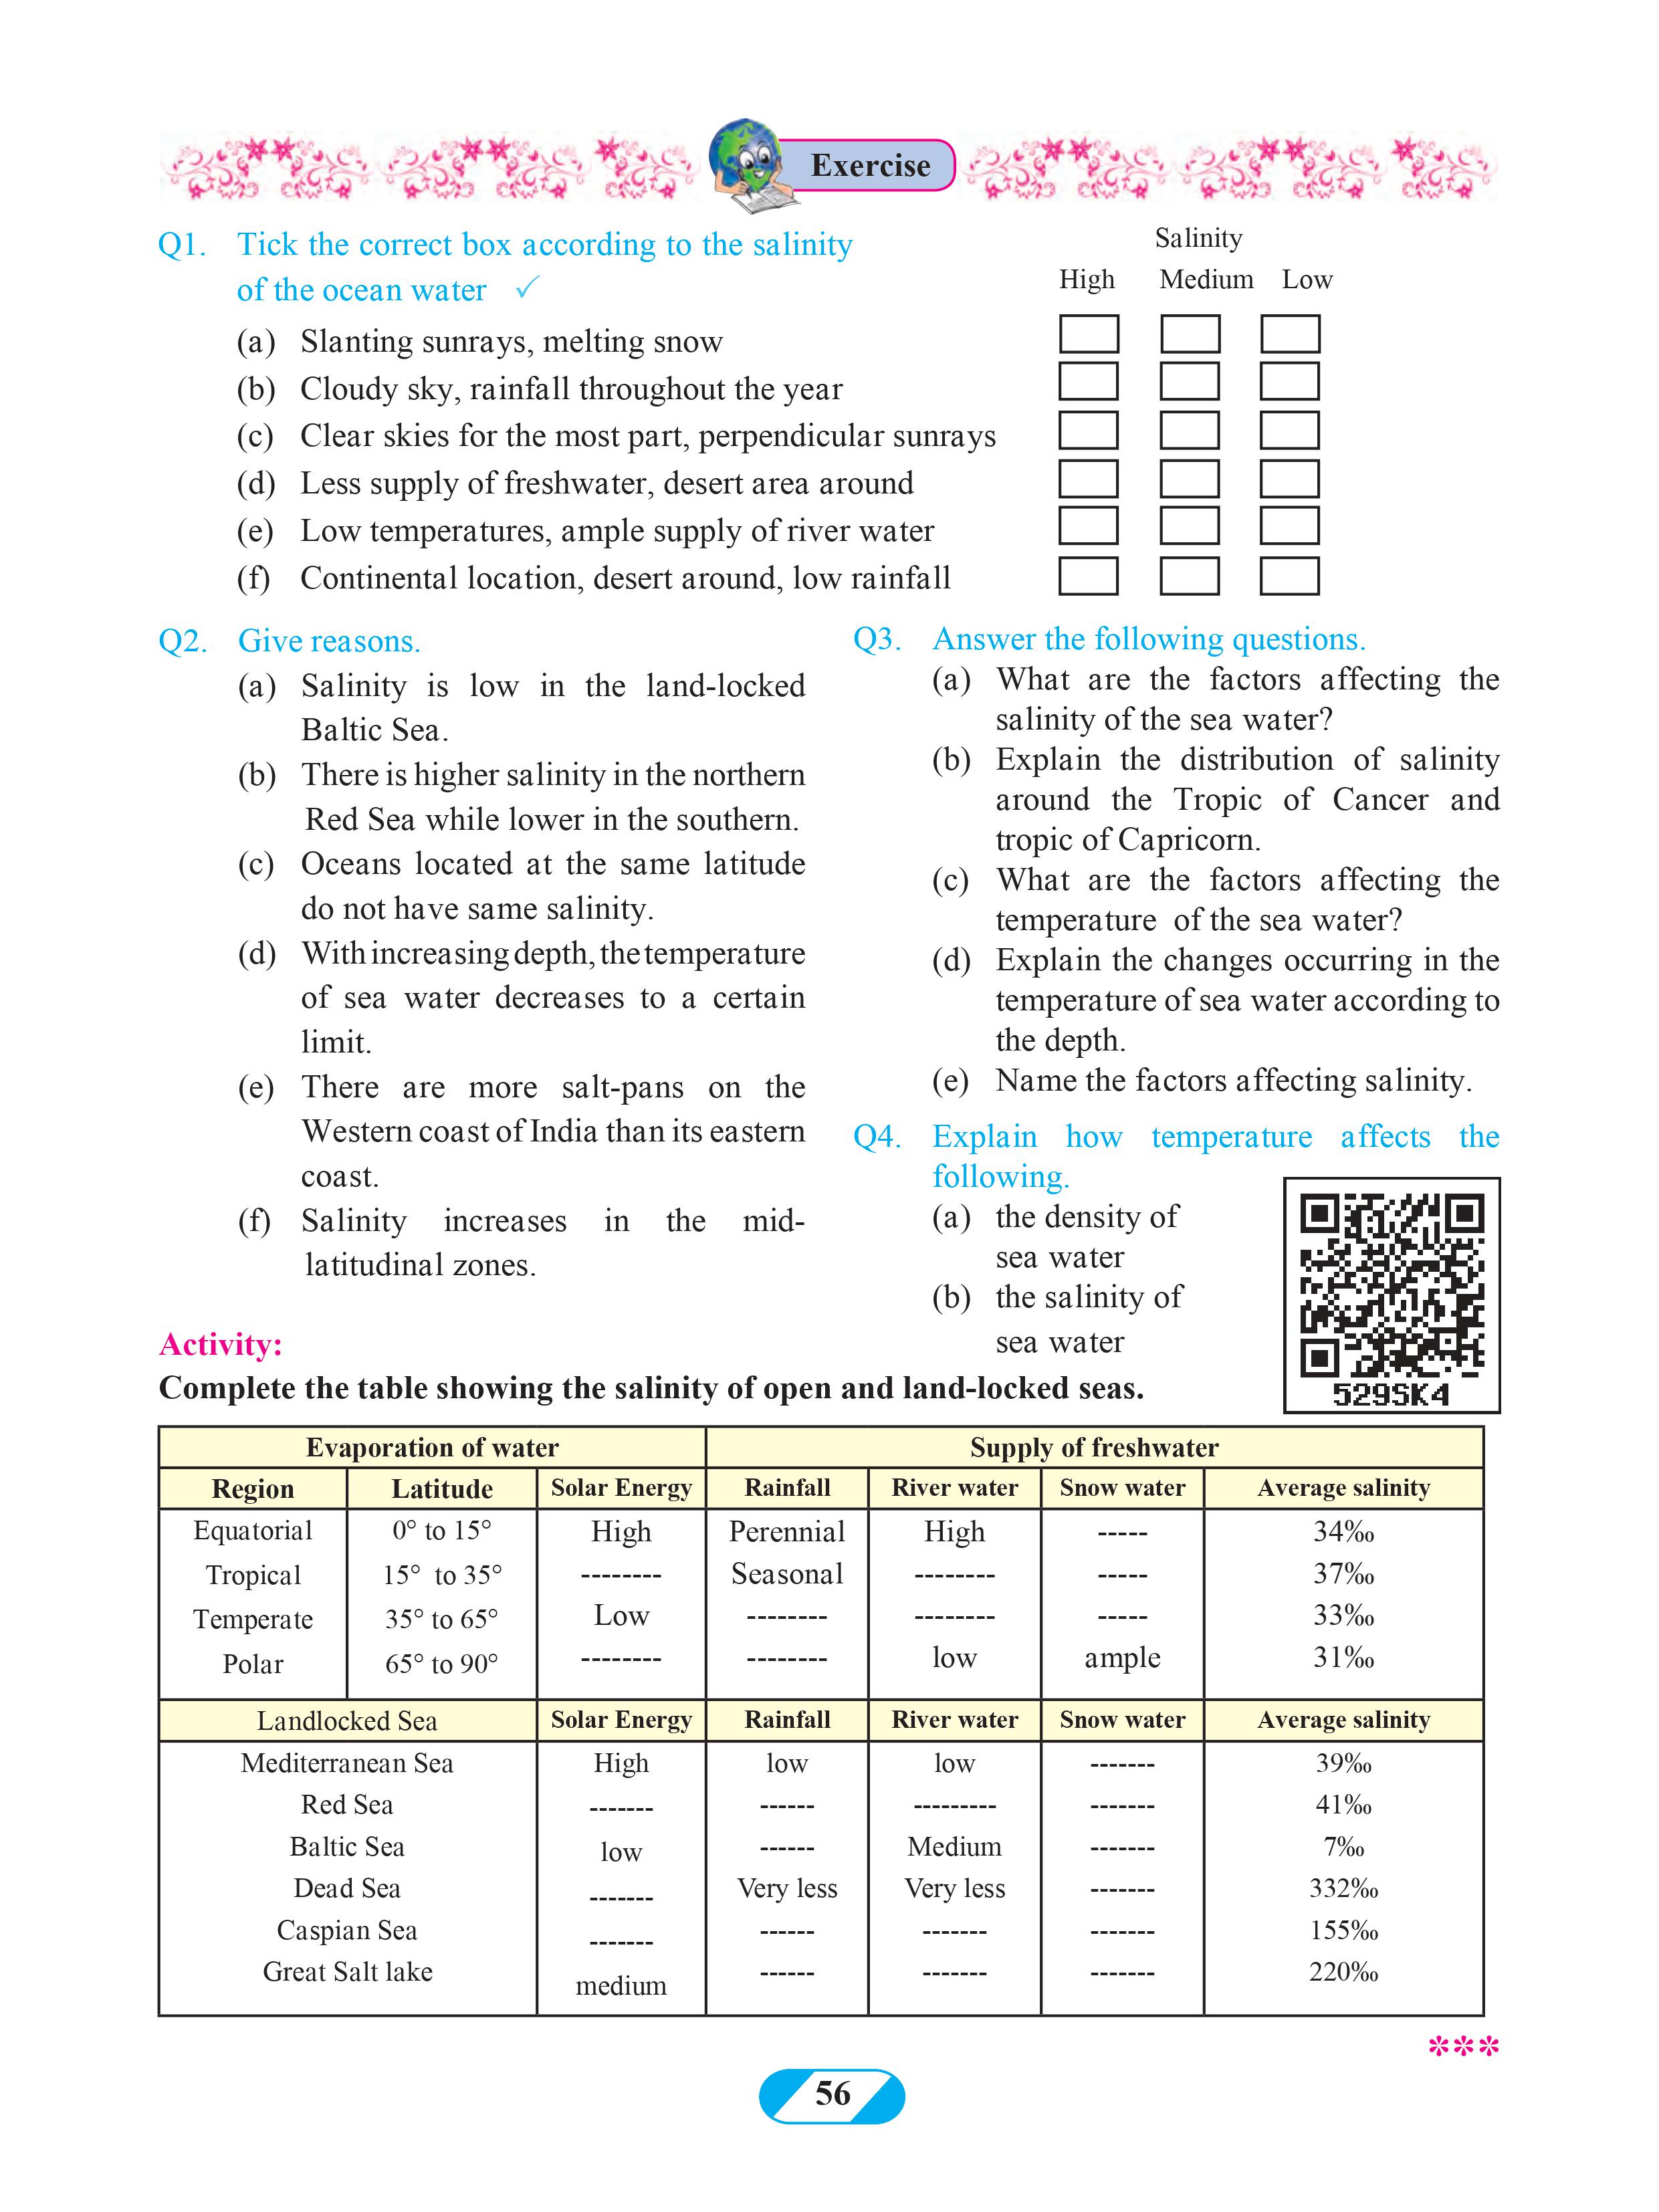 Exercise
Q1. Tick the correct box according to the salinity
of the ocean water ✓
Salinity
High Medium Low
(a) Slanting sunrays, melting snow
(b) Cloudy sky, rainfall throughout the year
(c) Clear skies for the most part, perpendicular sunrays
(d) Less supply of freshwater, desert area around
(e) Low temperatures, ample supply of river water
(f) Continental location, desert around, low rainfall
Q2. Give reasons.
(a) Salinity is low in the land-locked
Baltic Sea.
(b) There is higher salinity in the northern
Red Sea while lower in the southern.
(c) Oceans located at the same latitude
do not have same salinity.
(d) With increasing depth, the temperature
of sea water decreases to a certain
limit.
(e) There are more salt-pans on the
Western coast of India than its eastern
coast.
(f) Salinity increases in the mid-
latitudinal zones.
Q3. Answer the following questions.
(a) What are the factors affecting the
salinity of the sea water?
(b) Explain the distribution of salinity
around the Tropic of Cancer and
tropic of Capricorn.
(c) What are the factors affecting the
temperature of the sea water?
(d) Explain the changes occurring in the
temperature of sea water according to
the depth.
(e) Name the factors affecting salinity.
Q4. Explain how temperature affects the
following.
(a) the density of
sea water
(b) the salinity of
sea water
529SK4
Activity:
Complete the table showing the salinity of open and land-locked seas.
Evaporation of water Supply of freshwater
Region Latitude Solar Energy Rainfall River water Snow water Average salinity
Equatorial 0° to 15° High Perennial High ----- 34‰
Tropical 15° to 35° -------- Seasonal -------- ----- 37‰
Temperate 35° to 65° Low -------- -------- ----- 33‰
Polar 65° to 90° -------- -------- low ample 31‰
Landlocked Sea Solar Energy Rainfall River water Snow water Average salinity
Mediterranean Sea High low low ------- 39‰
Red Sea ------- ------ --------- ------- 41‰
Baltic Sea low ------ Medium ------- 7‰
Dead Sea ------- Very less Very less ------- 332‰
Caspian Sea ------- ------ ------- ------- 155‰
Great Salt lake medium ------ ------- ------- 220‰
***
56